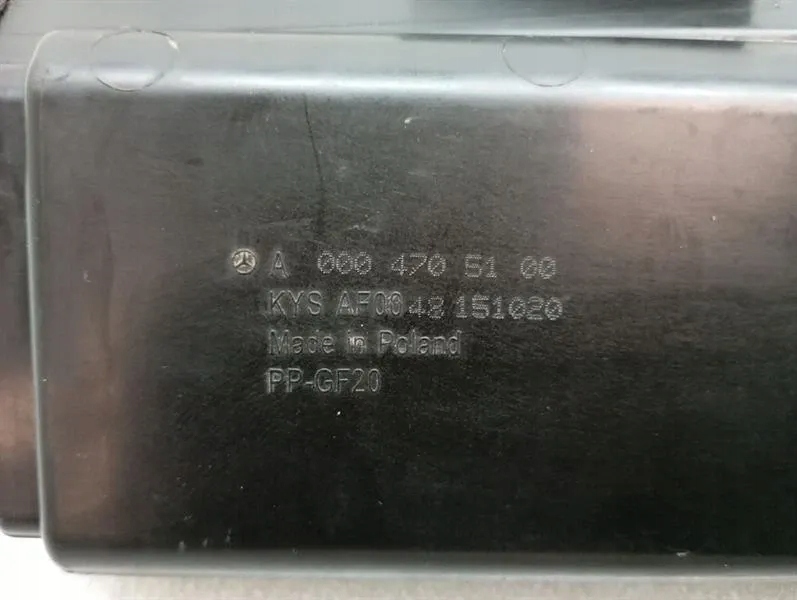 A 000 470 51 00
KYS AF0048 151020
Made in Poland
PP-GF20